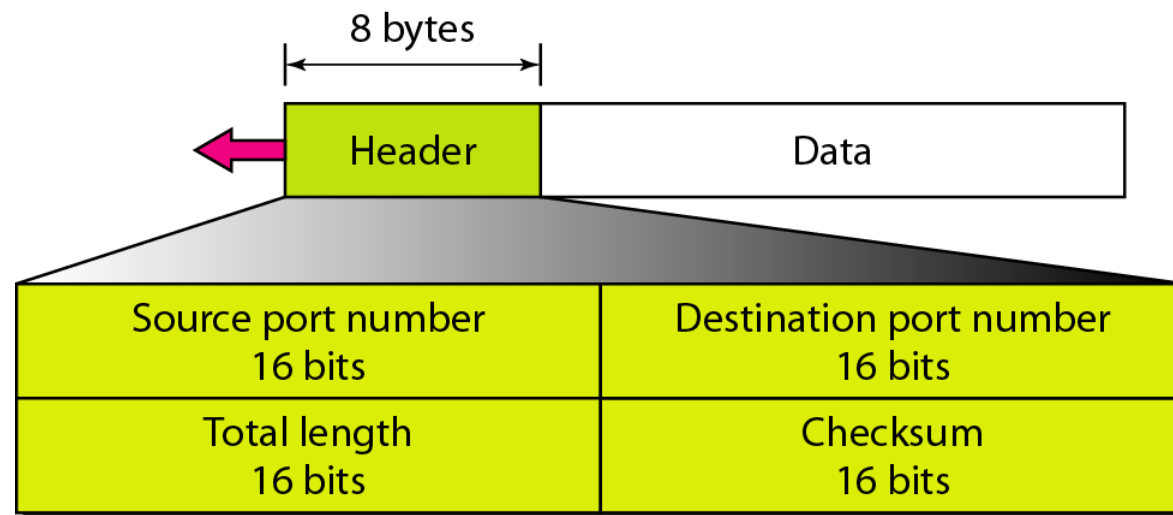 8 bytes
Header
Data
Source port number
16 bits
Destination port number
16 bits
Total length
16 bits
Checksum
16 bits